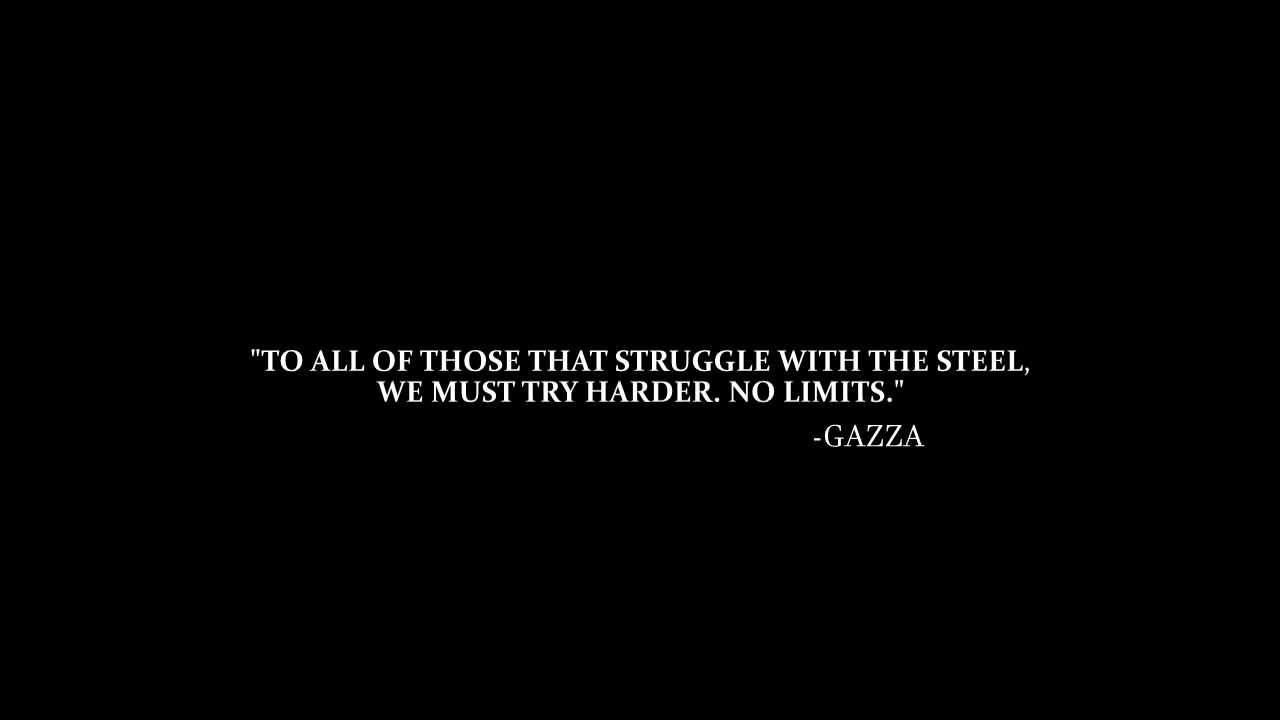 "TO ALL OF THOSE THAT STRUGGLE WITH THE STEEL,
WE MUST TRY HARDER. NO LIMITS."
-GAZZA